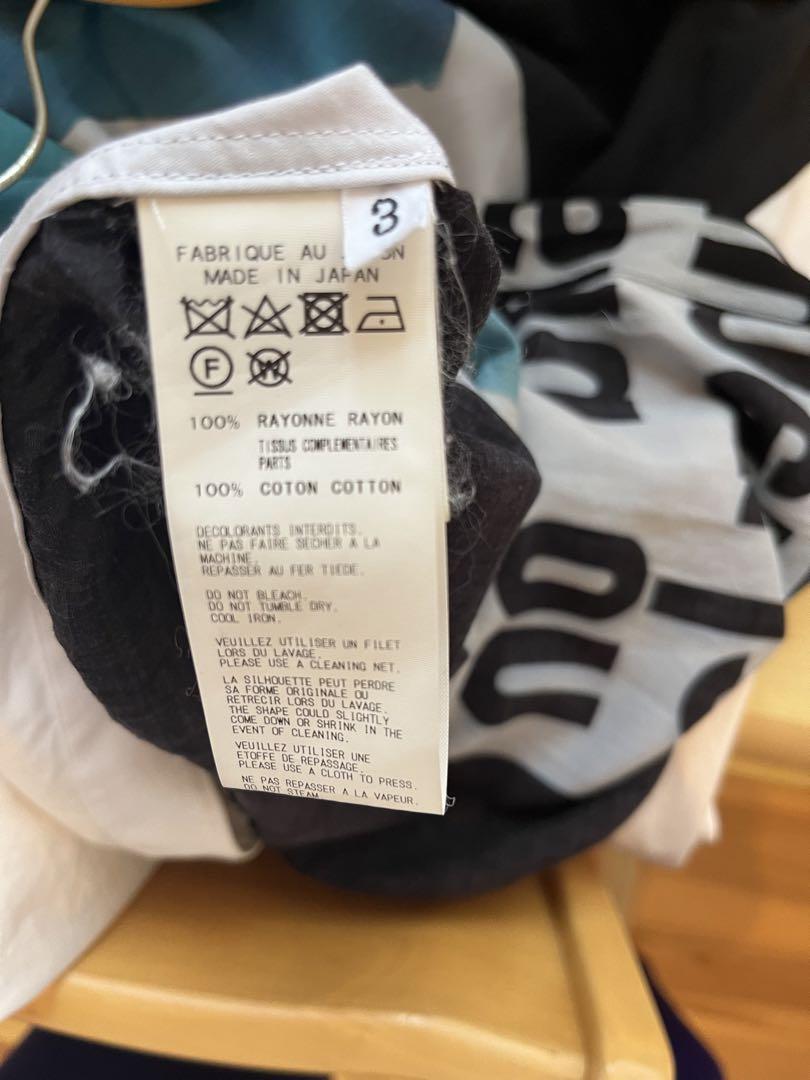 3
FABRIQUE AU
MADE IN JAPAN
F
W
100% RAYONNE RAYON
TISSUS COMPLEMENTAIRES
PARTS
100% COTON COTTON
DECOLORANTS INTERDITS.
NE PAS FAIRE SECHER A LA
MACHINE.
REPASSER AU FER TIEDE.
DO NOT BLEACH.
DO NOT TUMBLE DRY.
COOL IRON.
VEUILLEZ UTILISER UN FILET
LORS DU LAVAGE.
PLEASE USE A CLEANING NET.
LA SILHOUETTE PEUT PERDRE
SA FORME ORIGINALE OU
RETRECIR LORS DU LAVAGE.
THE SHAPE COULD SLIGHTLY
COME DOWN OR SHRINK IN THE
EVENT OF CLEANING.
VEUILLEZ UTILISER UNE
ETOFFE DE REPASSAGE.
PLEASE USE A CLOTH TO PRESS.
NE PAS REPASSER A LA VAPEUR.
DO NOT STEAM